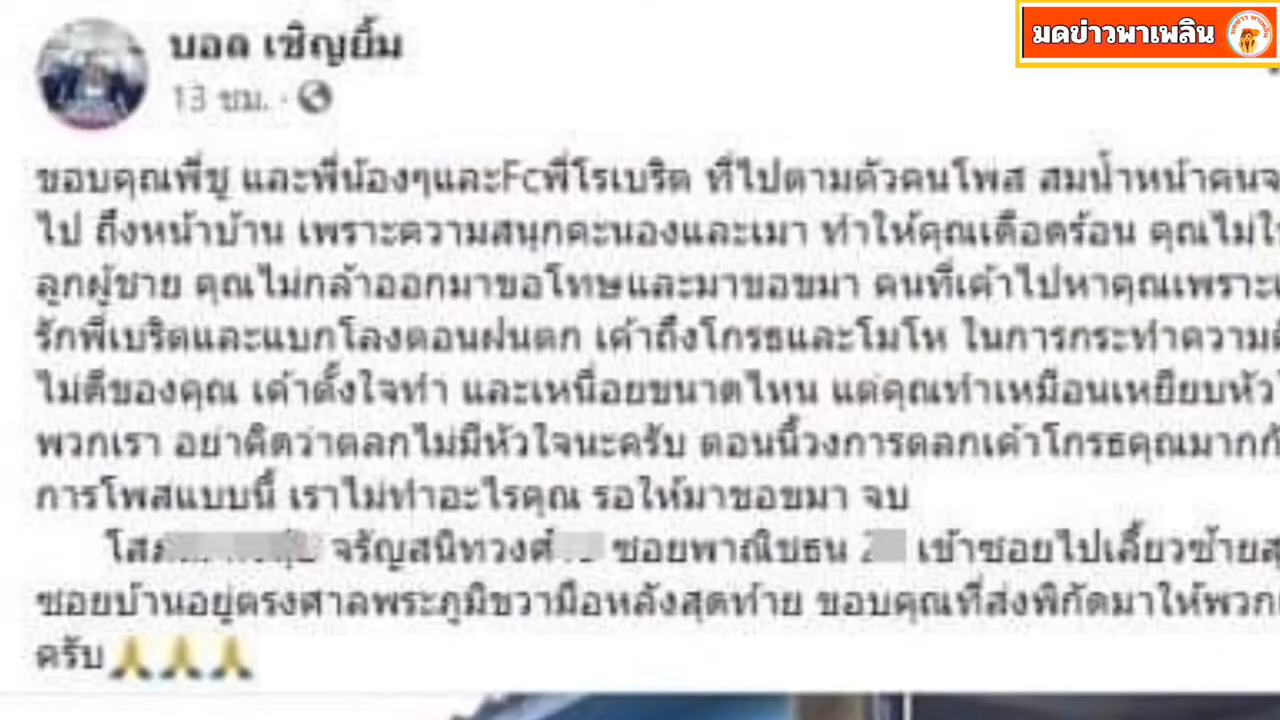 บอล เชิญยิ้ม
มดข่าวพาเพลิน
13 ชม. ·
ขอบคุณพี่ชู และพี่น้องๆและFcพี่โรเบริต ที่ไปตามตัวคนโพส สมน้ำหน้าคนจ
ไป ถึงหน้าบ้าน เพราะความสนุกคะนองและเมา ทำให้คุณเดือดร้อน คุณไม่ใ
ลูกผู้ชาย คุณไม่กล้าออกมาขอโทษและมาขอขมา คนที่เค้าไปหาคุณเพราะ
รักพี่เบริตและแบกโลงตอนฝนตก เค้าถึงโกรธและโมโห ในการกระทำความ
ไม่ดีของคุณ เค้าตั้งใจทำ และเหนื่อยขนาดไหน แต่คุณทำเหมือนเหยียบหัว
พวกเรา อย่าคิดว่าตลกไม่มีหัวใจนะครับ ตอนนี้วงการตลกเค้าโกรธคุณมากก
การโพสแบบนี้ เราไม่ทำอะไรคุณ รอให้มาขอขมา จบ
โสภ จรัญสนิทวงศ์ ซอยพาณิชธน 2 เข้าซอยไปเลี้ยวซ้ายส
ซอยบ้านอยู่ตรงศาลพระภูมิขวามือหลังสุดท้าย ขอบคุณที่ส่งพิกัดมาให้พวก
ครับ🙏🙏🙏